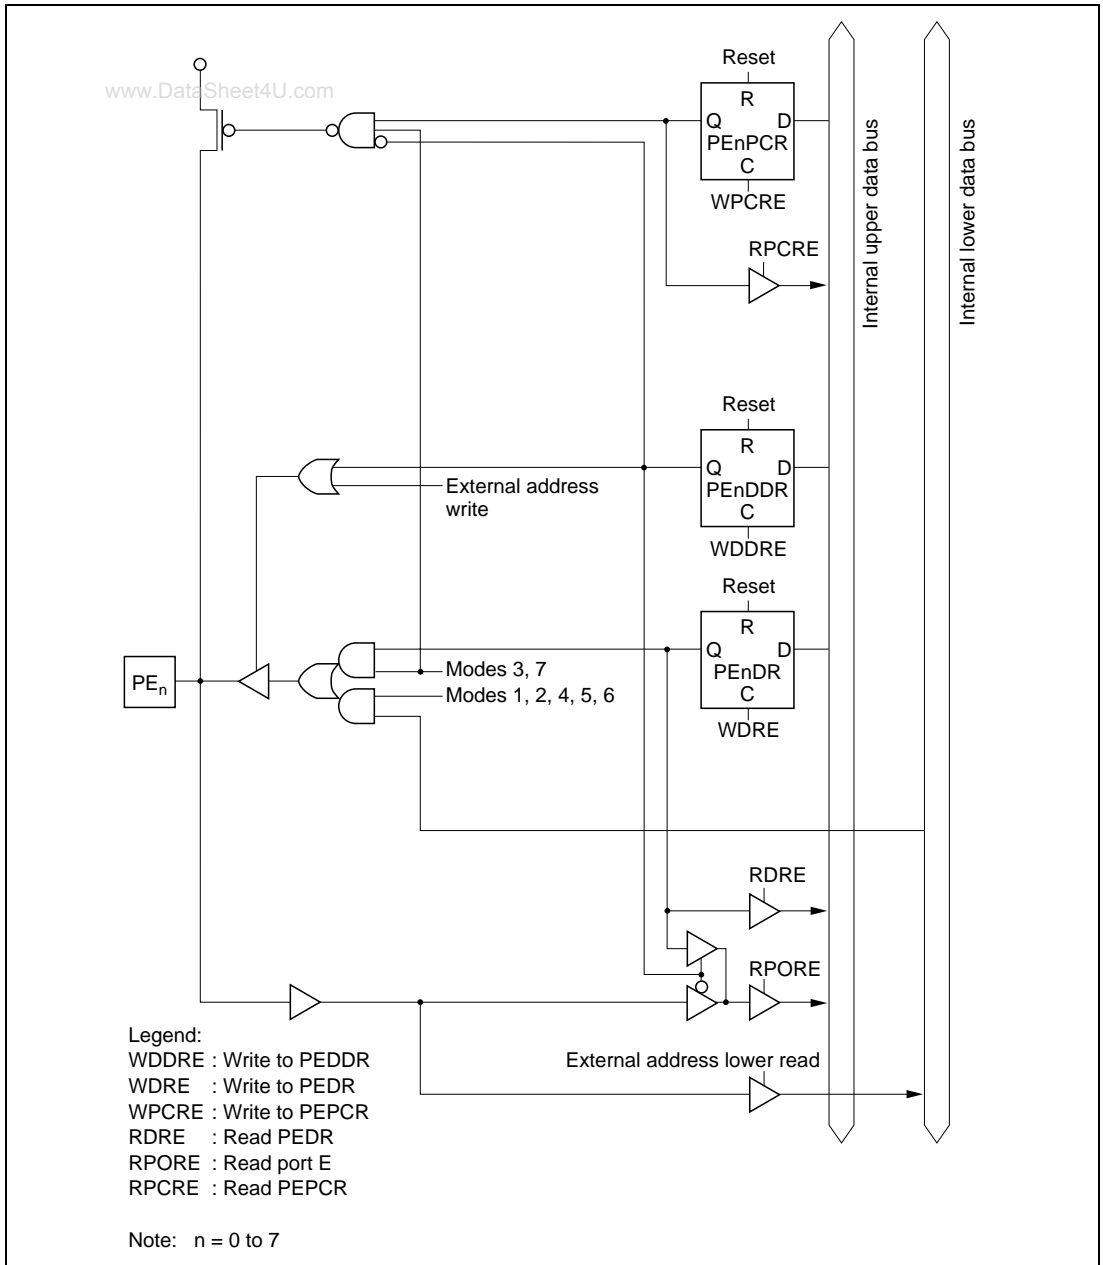 www.DataSheet4U.com
Reset
R
Q D
PEnPCR
C
WPCRE
RPCRE
Internal upper data bus
Internal lower data bus
Reset
R
Q D
PEnDDR
C
WDDRE
External address
write
Reset
R
Q D
PEnDR
C
WDRE
Modes 3, 7
Modes 1, 2, 4, 5, 6
PEn
RDRE
RPORE
External address lower read
Legend:
WDDRE : Write to PEDDR
WDRE : Write to PEDR
WPCRE : Write to PEPCR
RDRE : Read PEDR
RPORE : Read port E
RPCRE : Read PEPCR
Note: n = 0 to 7